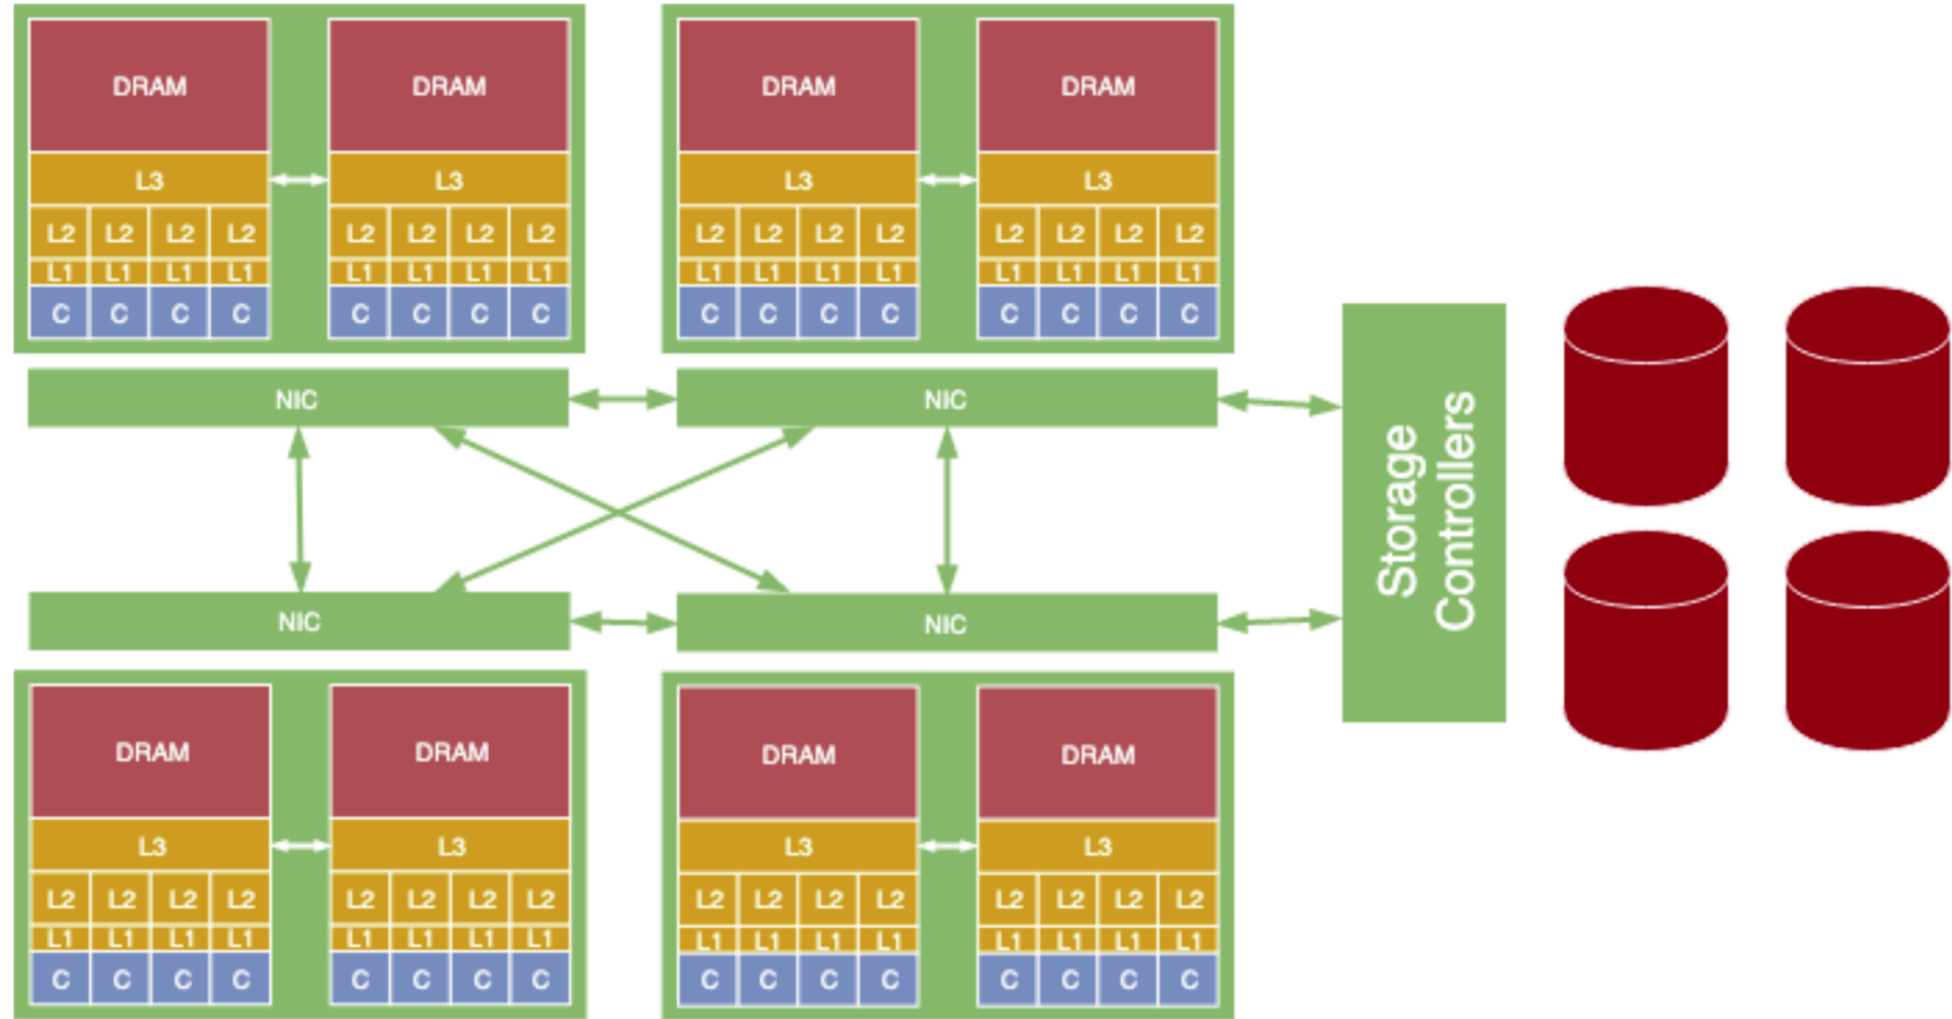 DRAM DRAM DRAM DRAM
L3 L3 L3 L3
L2 L2 L2 L2 L2 L2 L2 L2 L2 L2 L2 L2 L2 L2 L2 L2
L1 L1 L1 L1 L1 L1 L1 L1 L1 L1 L1 L1 L1 L1 L1 L1
C C C C C C C C C C C C C C C C
NIC NIC
Storage
Controllers
NIC NIC
DRAM DRAM DRAM DRAM
L3 L3 L3 L3
L2 L2 L2 L2 L2 L2 L2 L2 L2 L2 L2 L2 L2 L2 L2 L2
L1 L1 L1 L1 L1 L1 L1 L1 L1 L1 L1 L1 L1 L1 L1 L1
C C C C C C C C C C C C C C C C